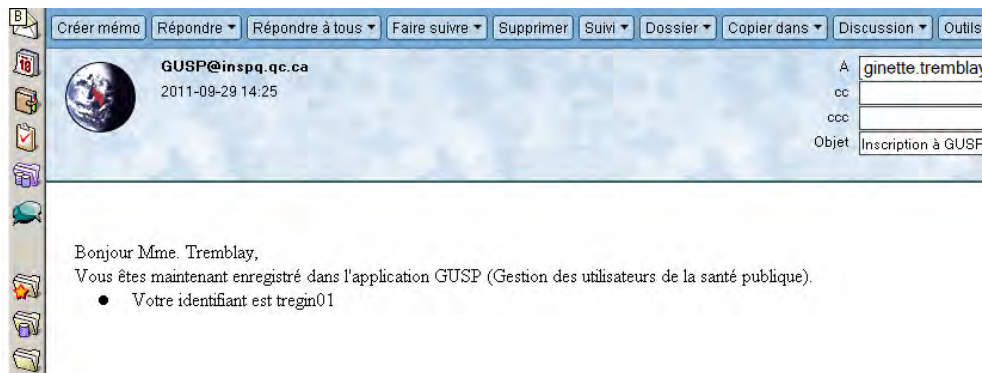 B
Créer mémo Répondre Répondre à tous Faire suivre Supprimer Suivi Dossier Copier dans Discussion Outils
18
GUSP@inspq.qc.ca
2011-09-29 14:25
A ginette.tremblay
cc
ccc
Objet Inscription à GUSP
Bonjour Mme. Tremblay,
Vous êtes maintenant enregistré dans l'application GUSP (Gestion des utilisateurs de la santé publique).
● Votre identifiant est tregin01